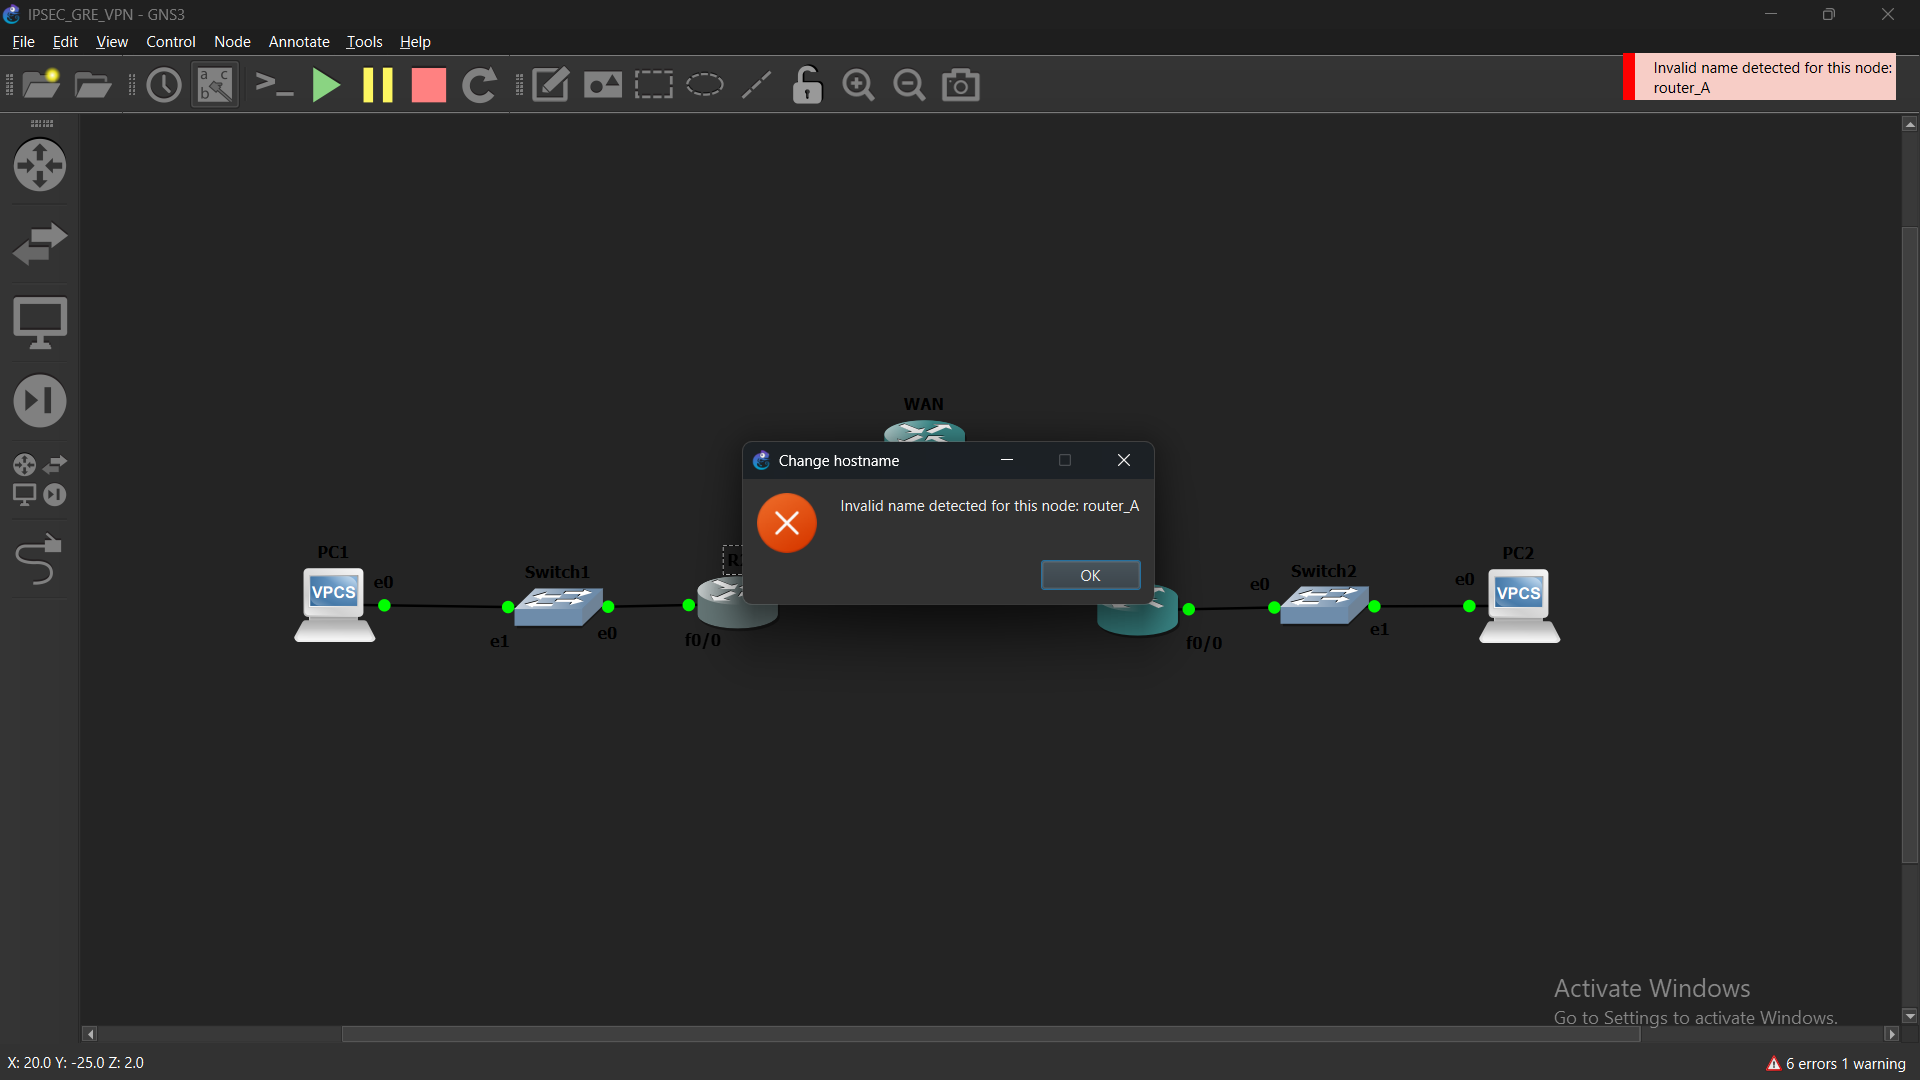 IPSEC_GRE_VPN - GNS3
File Edit View Control Node Annotate Tools Help
a c
b
>_
Invalid name detected for this node:
router_A
WAN
Change hostname
Invalid name detected for this node: router_A
OK
PC1
VPCS
e0
Switch1
e1
e0
f0/0
f0/0
e0
Switch2
e1
e0
PC2
VPCS
Activate Windows
Go to Settings to activate Windows.
X: 20.0 Y: -25.0 Z: 2.0
6 errors 1 warning